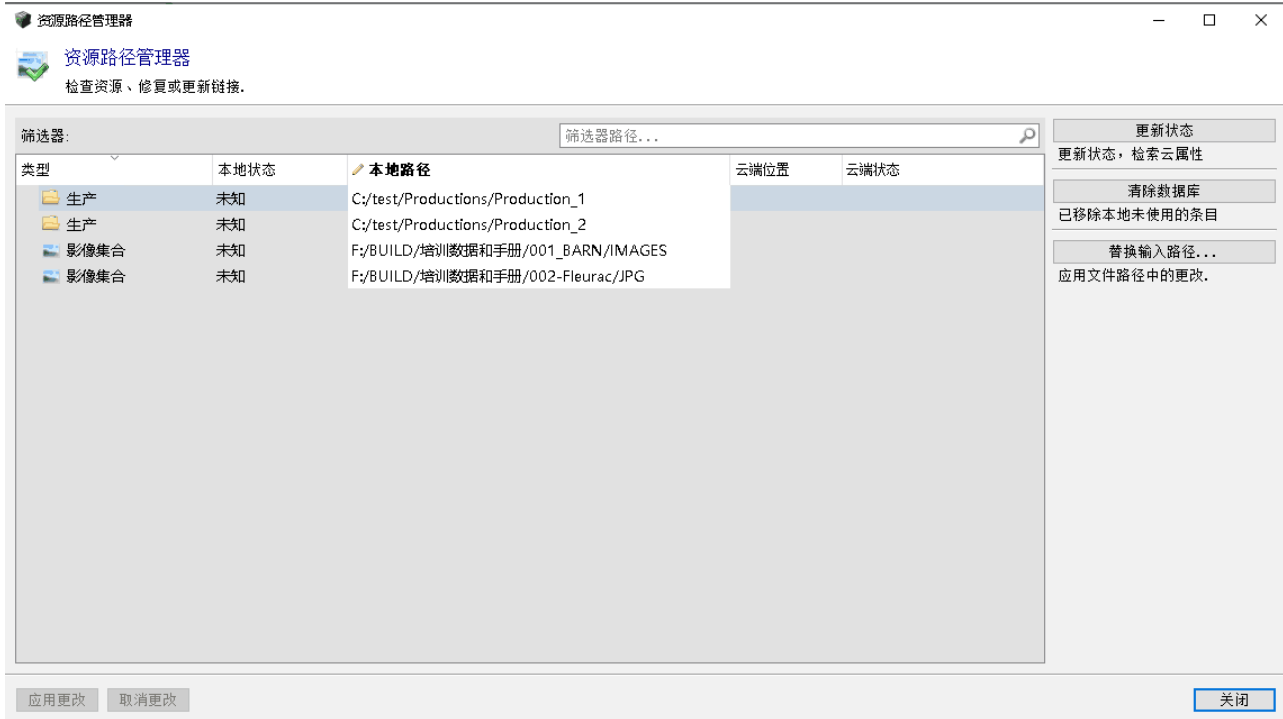 资源路径管理器
资源路径管理器
检查资源、修复或更新链接.
筛选器: 筛选器路径... 更新状态
更新状态，检索云属性
类型 本地状态 本地路径 云端位置 云端状态
清除数据库
生产 未知 C:/test/Productions/Production_1
已移除本地未使用的条目
生产 未知 C:/test/Productions/Production_2
影像集合 未知 F:/BUILD/培训数据和手册/001_BARN/IMAGES
替换输入路径...
影像集合 未知 F:/BUILD/培训数据和手册/002-Fleurac/JPG
应用文件路径中的更改.
应用更改 取消更改 关闭